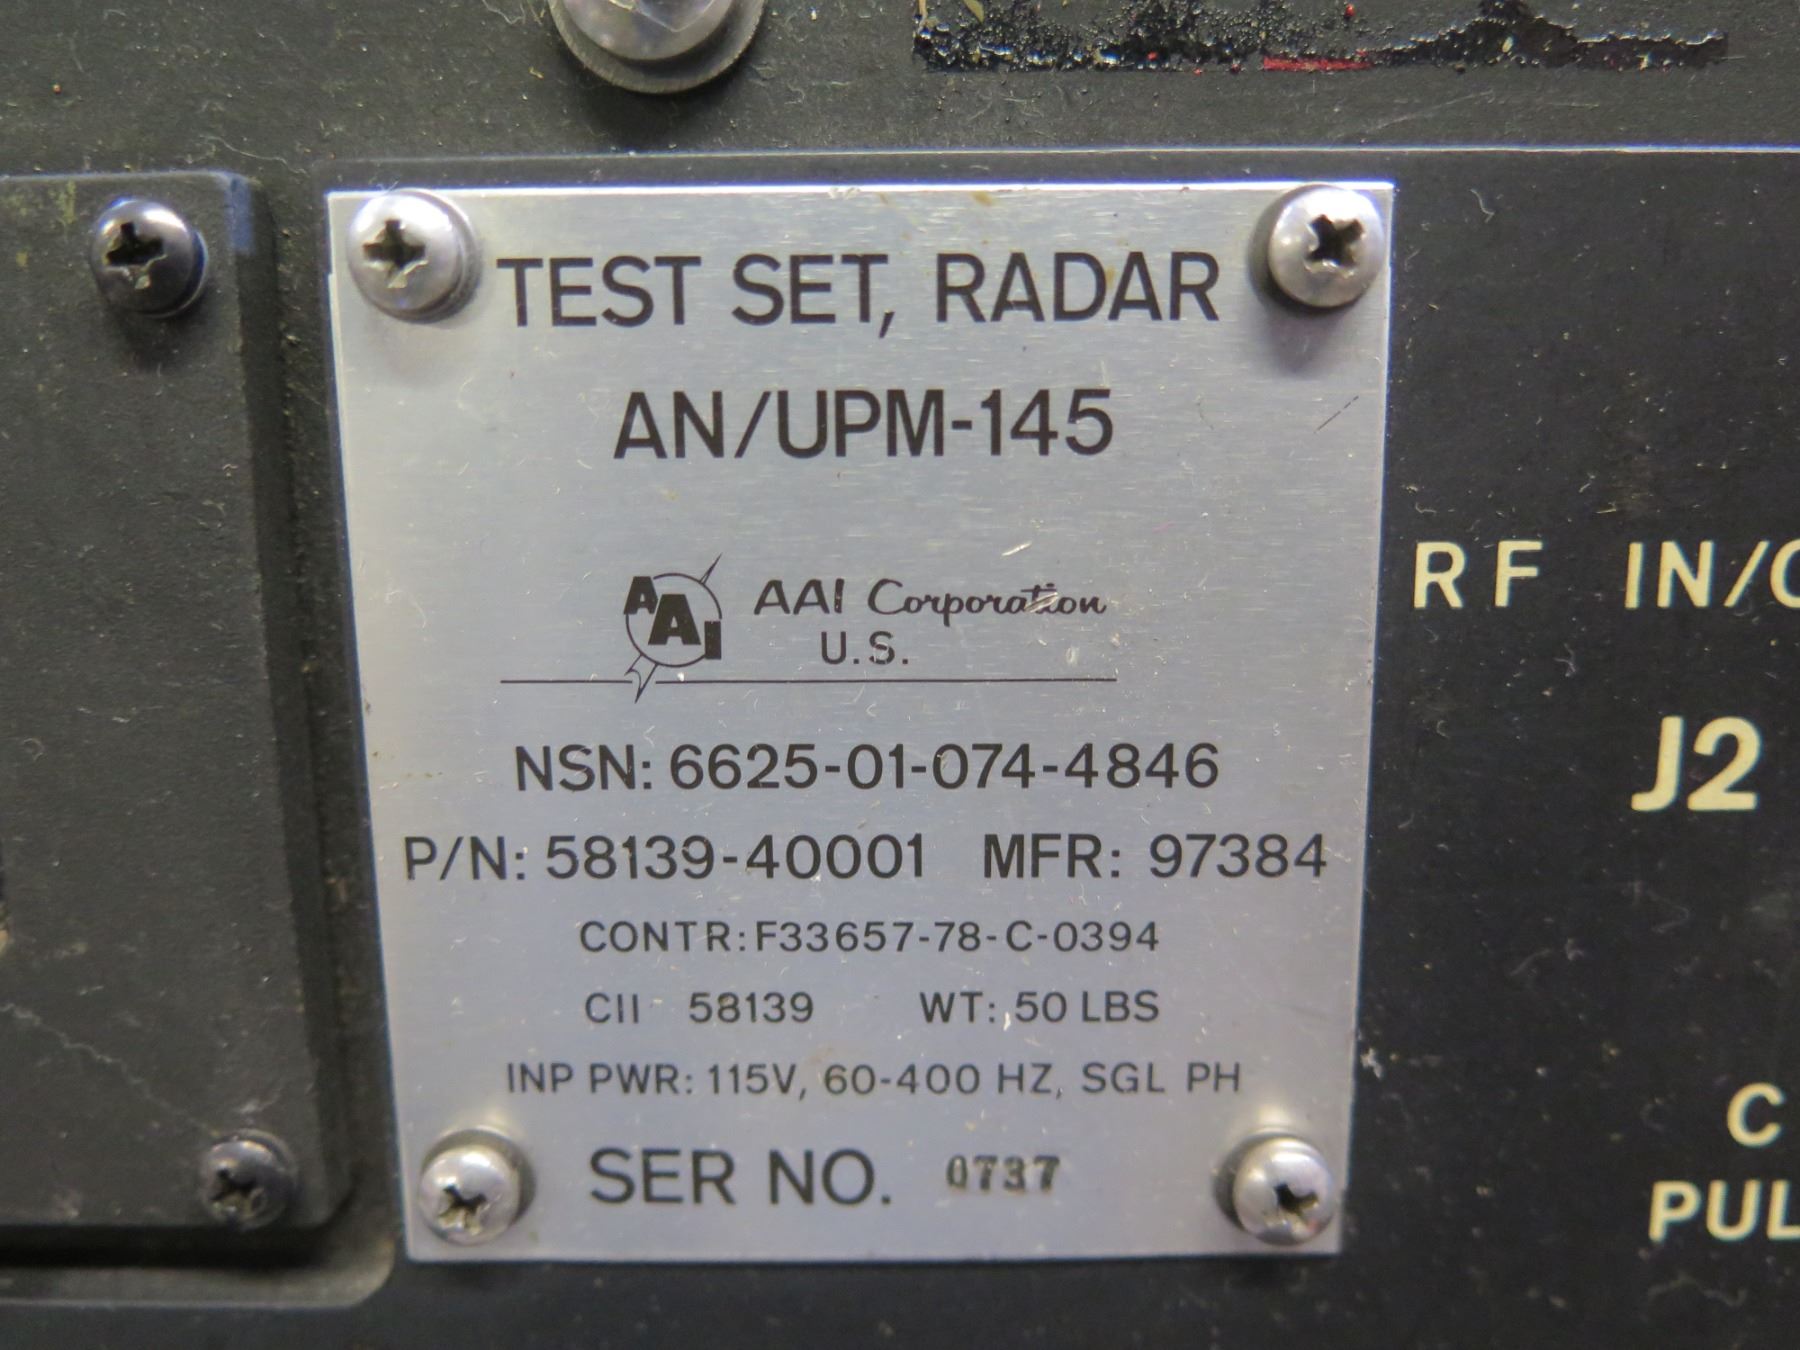 TEST SET, RADAR
AN/UPM-145
AAI
AAI Corporation
U.S.
NSN: 6625-01-074-4846
P/N: 58139-40001 MFR: 97384
CONTR: F33657-78-C-0394
CII 58139 WT: 50 LBS
INP PWR: 115V, 60-400 HZ, SGL PH
SER NO. 0737
RF IN/
J2
C
PUL